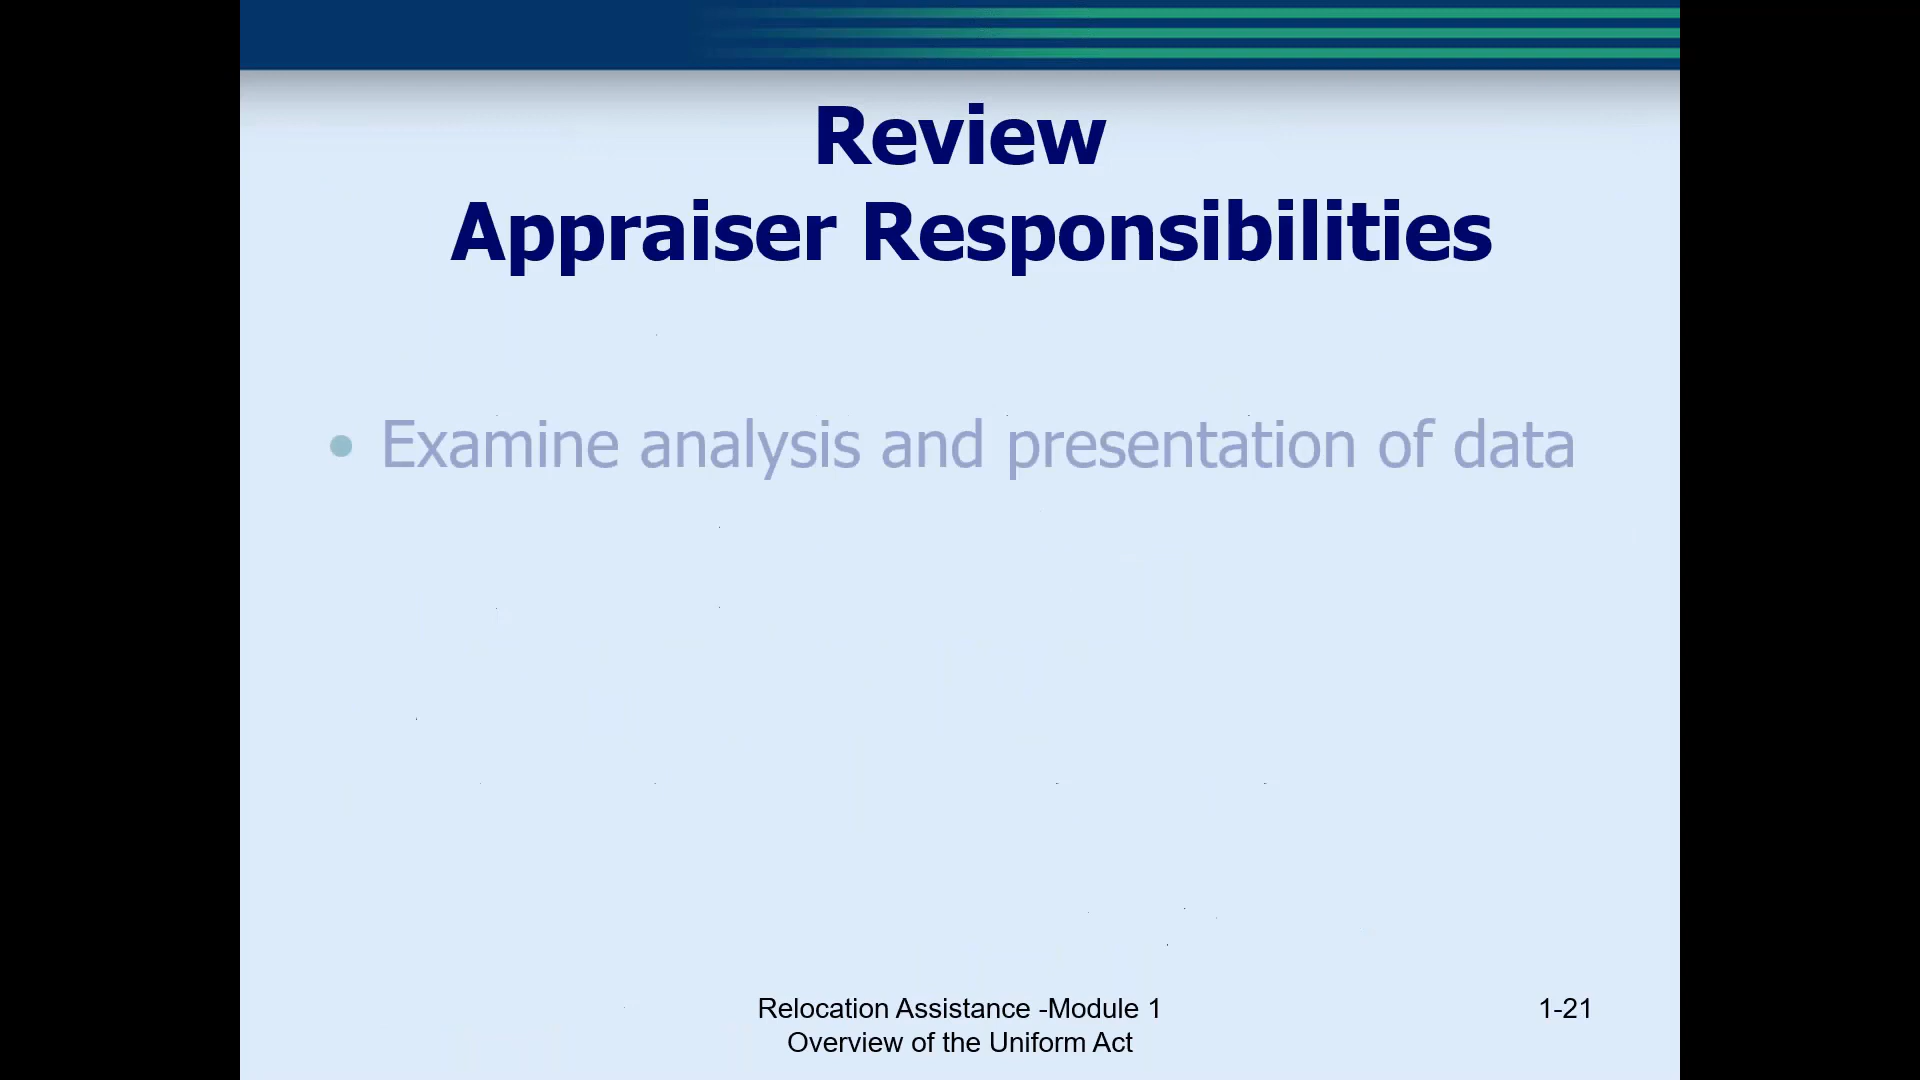 Review
Appraiser Responsibilities
• Examine analysis and presentation of data
Relocation Assistance -Module 1
Overview of the Uniform Act
1-21